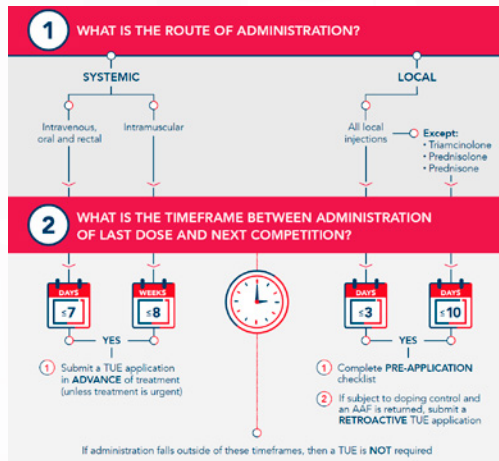 1 WHAT IS THE ROUTE OF ADMINISTRATION?
SYSTEMIC
LOCAL
Intravenous,
oral and rectal
Intramuscular
All local
injections
Except:
• Triamcinolone
• Prednisolone
• Prednisone
2 WHAT IS THE TIMEFRAME BETWEEN ADMINISTRATION
OF LAST DOSE AND NEXT COMPETITION?
DAYS
≤7
WEEKS
≤8
DAYS
≤3
DAYS
≤10
YES
1 Submit a TUE application
in ADVANCE of treatment
(unless treatment is urgent)
YES
1 Complete PRE-APPLICATION
checklist
2 If subject to doping control and
an AAF is returned, submit a
RETROACTIVE TUE application
If administration falls outside of these timeframes, then a TUE is NOT required